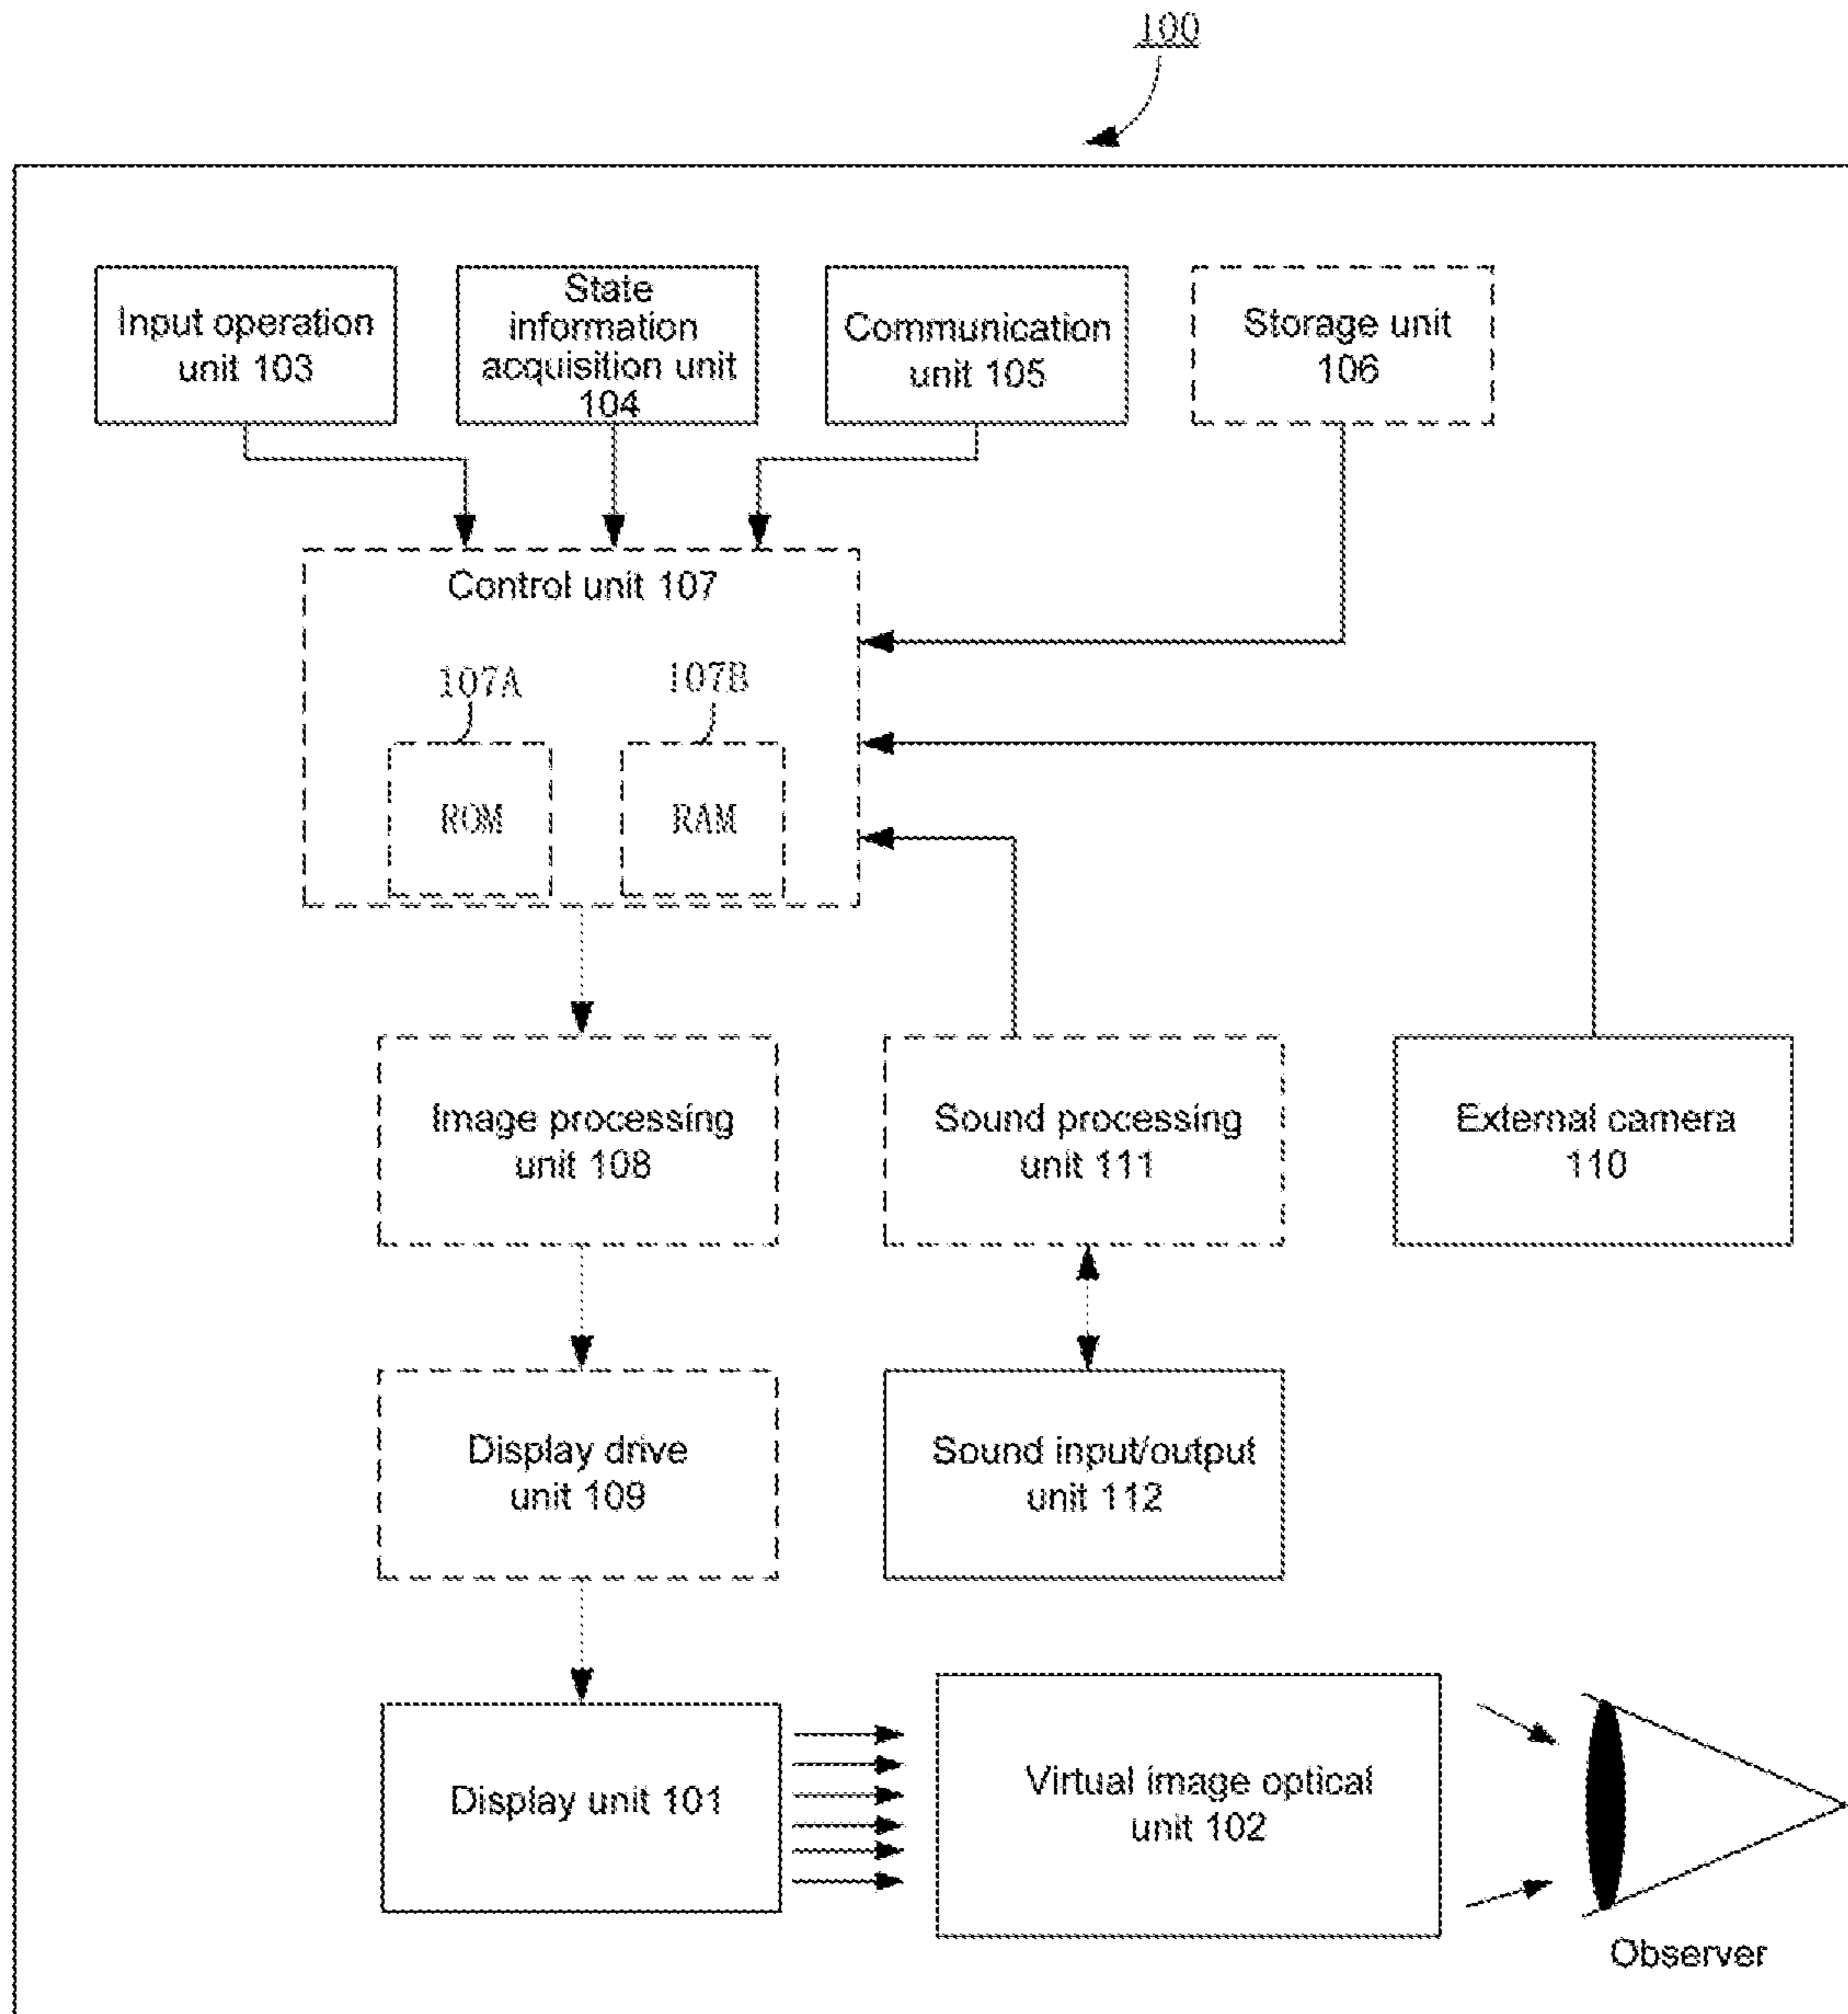 100
Input operation
unit 103
State
information
acquisition unit
104
Communication
unit 105
Storage unit
106
Control unit 107
107A
107B
ROM
RAM
Image processing
unit 108
Sound processing
unit 111
External camera
110
Display drive
unit 109
Sound input/output
unit 112
Display unit 101
Virtual image optical
unit 102
Observer